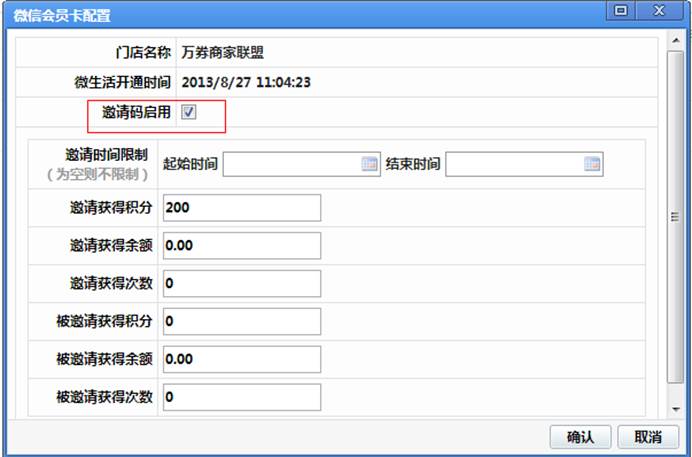 微信会员卡配置
门店名称 万券商家联盟
微生活开通时间 2013/8/27 11:04:23
邀请码启用
邀请时间限制
(为空则不限制)
起始时间 结束时间
邀请获得积分 200
邀请获得余额 0.00
邀请获得次数 0
被邀请获得积分 0
被邀请获得余额 0.00
被邀请获得次数 0
确认 取消